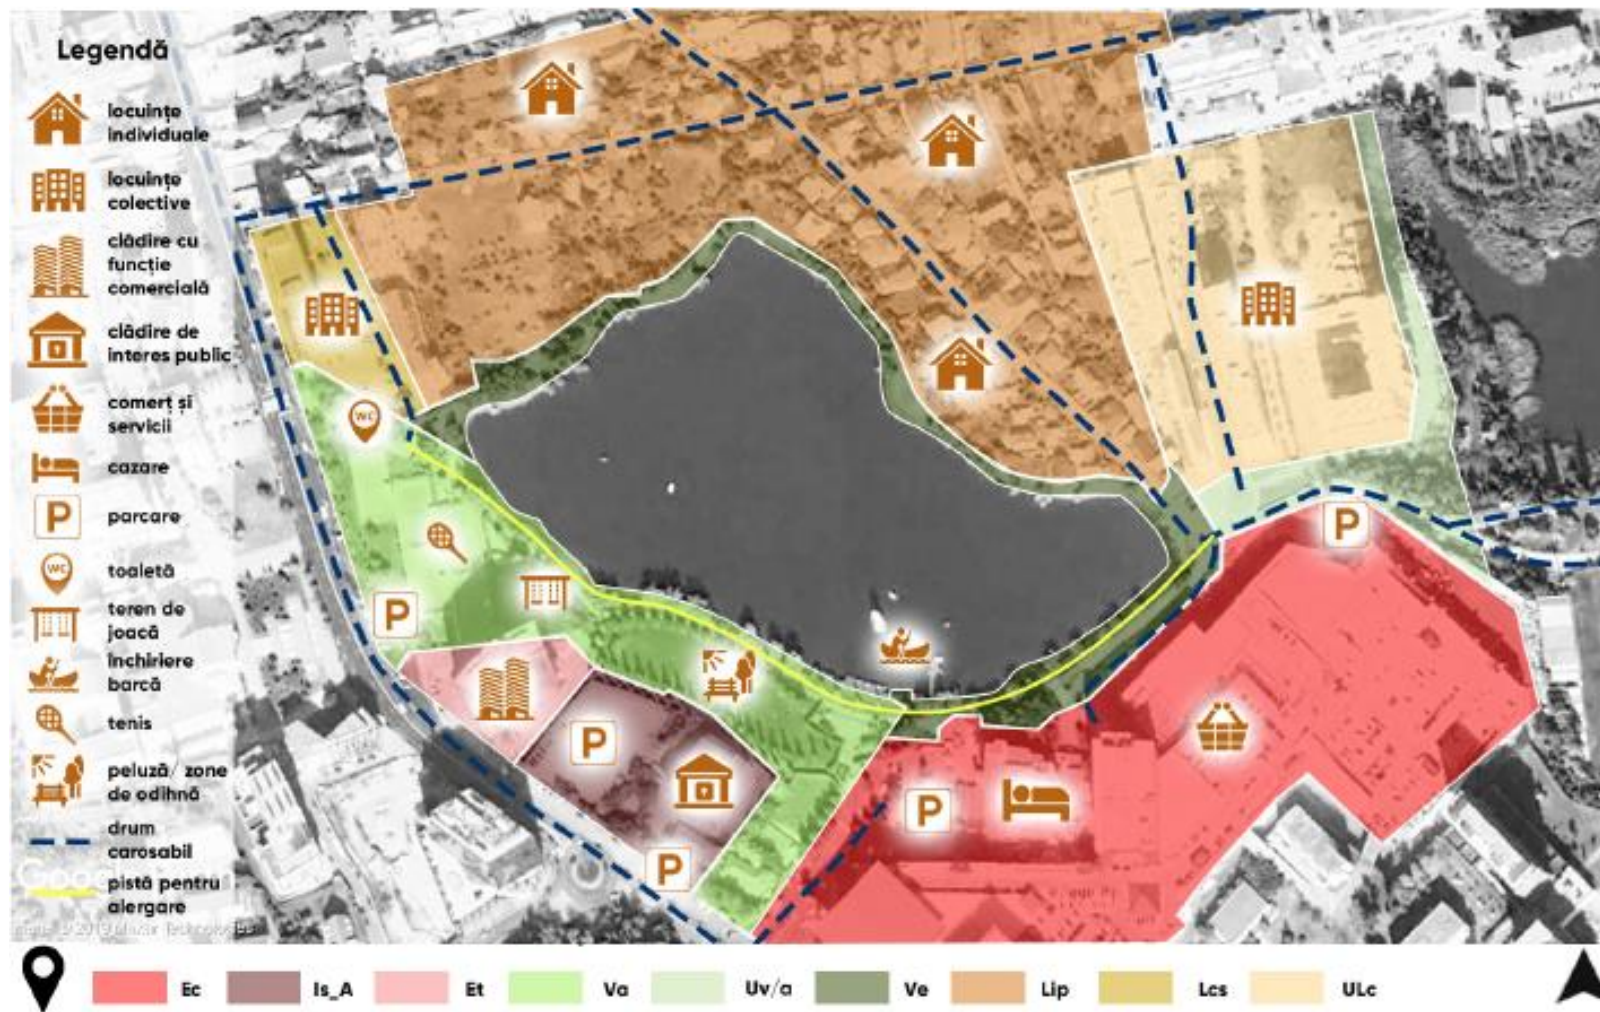 Legendă
locuințe
individuale
locuințe
colective
clădire cu
funcție
comercială
clădire de
interes public
comerț și
servicii
cazare
P
parcare
WC
toaletă
teren de
joacă
închiriere
barcă
tenis
peluză/ zone
de odihnă
drum
carosabil
pistă pentru
alergare
WC
P
P
P
P
P
Ec
Is_A
Et
Va
Uv/a
Ve
Lip
Lcs
ULc